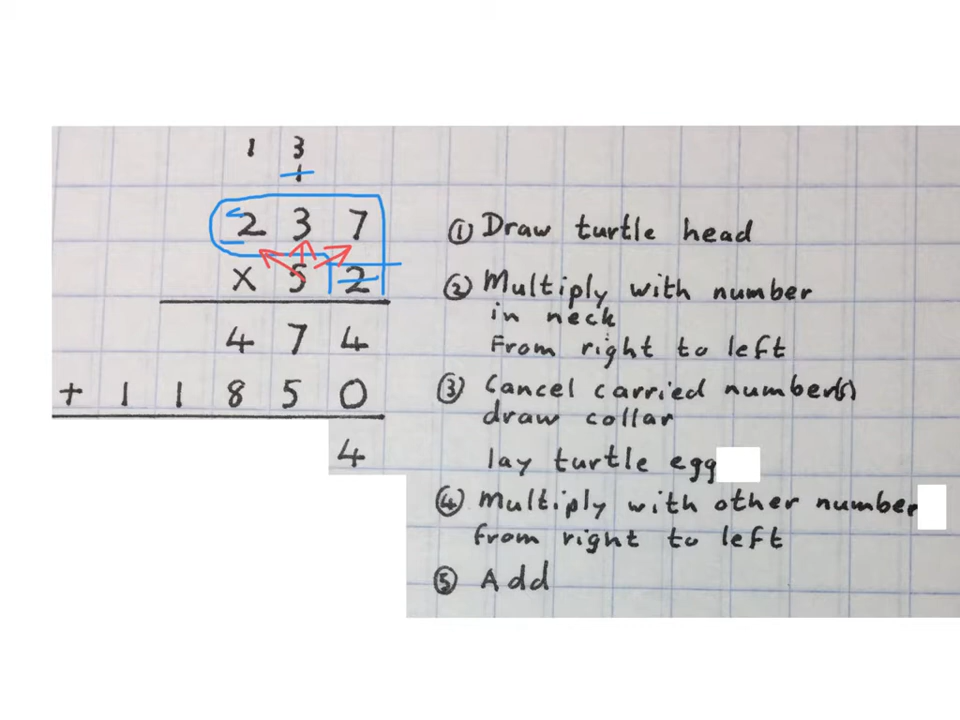 1 3
1
2 3 7
x 5 2
4 7 4
+ 1 1 8 5 0
4
① Draw turtle head
② Multiply with number
in neck
From right to left
③ Cancel carried number(s)
draw collar
lay turtle egg
④ Multiply with other number
from right to left
⑤ Add